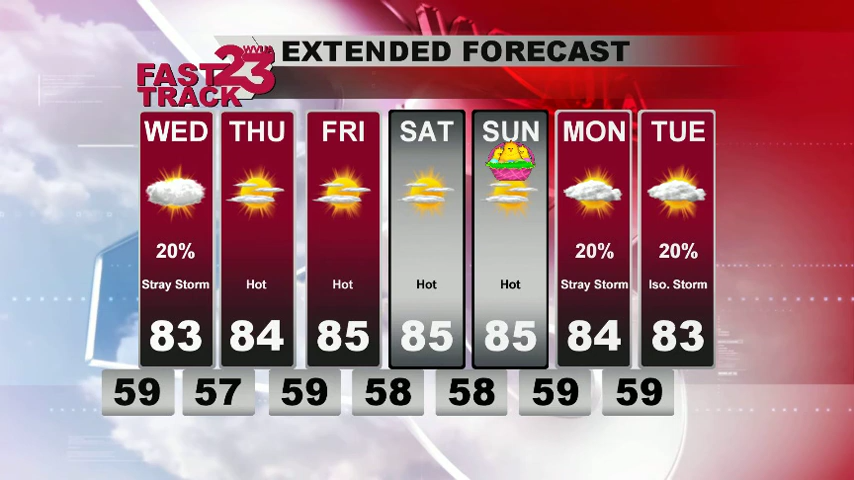 WVUA
23
FAST
TRACK
EXTENDED FORECAST
WED THU FRI SAT SUN MON TUE
20% 20% 20%
Stray Storm Hot Hot Hot Hot Stray Storm Iso. Storm
83 84 85 85 85 84 83
59 57 59 58 58 59 59